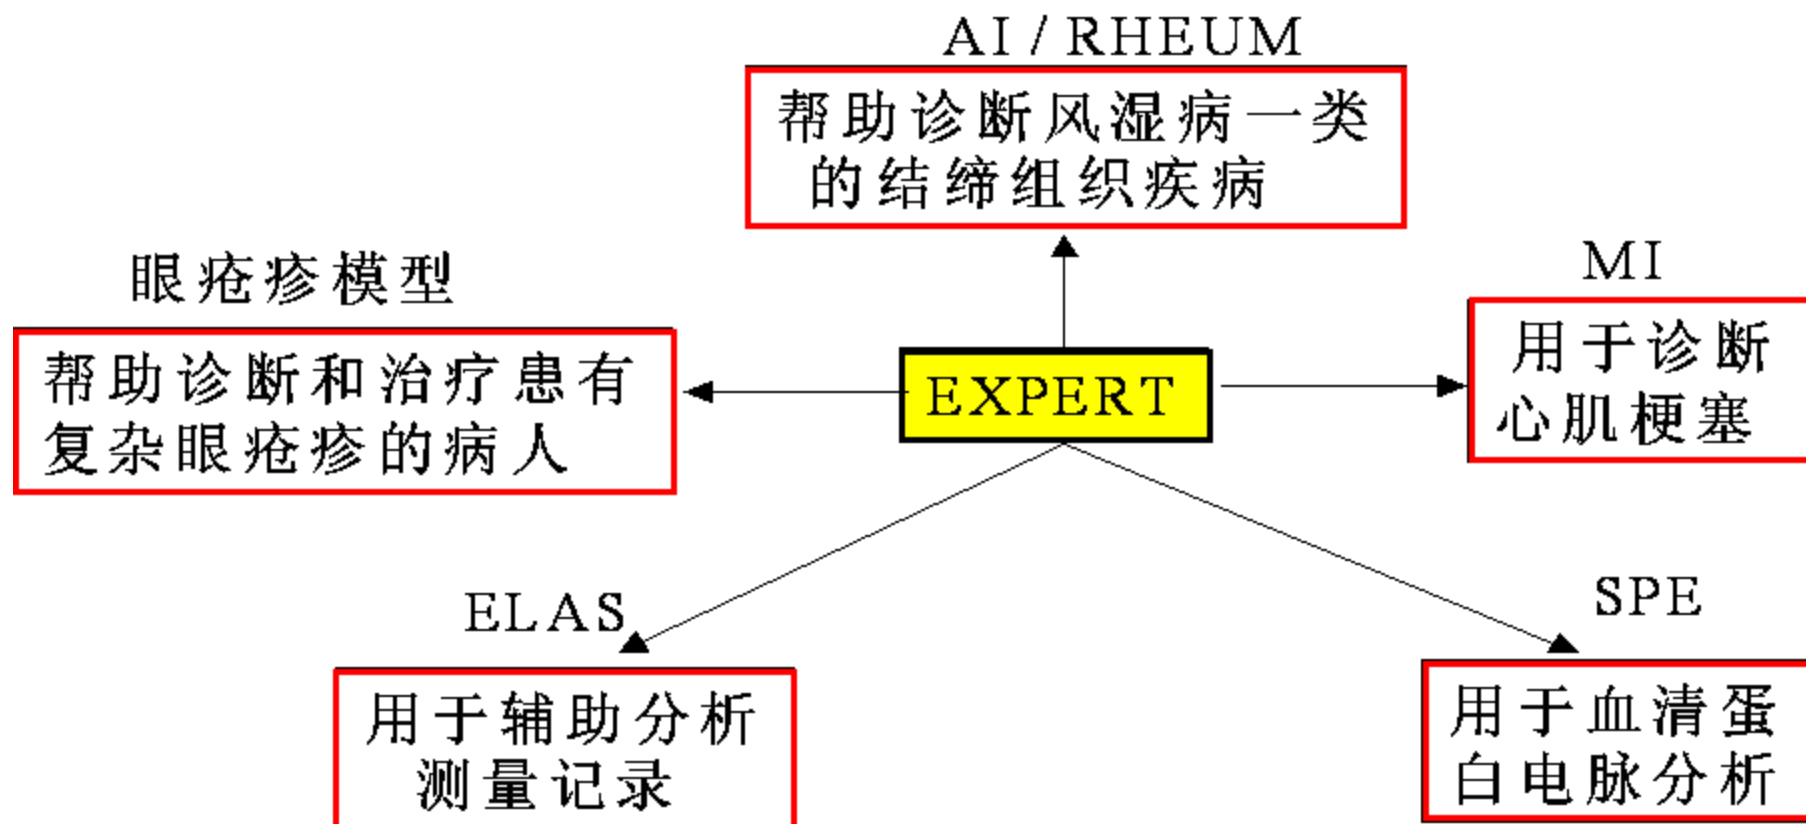 AI / RHEUM
帮助诊断风湿病一类
的结缔组织疾病
眼疮疹模型
帮助诊断和治疗患有
复杂眼疮疹的病人
EXPERT
MI
用于诊断
心肌梗塞
ELAS
用于辅助分析
测量记录
SPE
用于血清蛋
白电脉分析